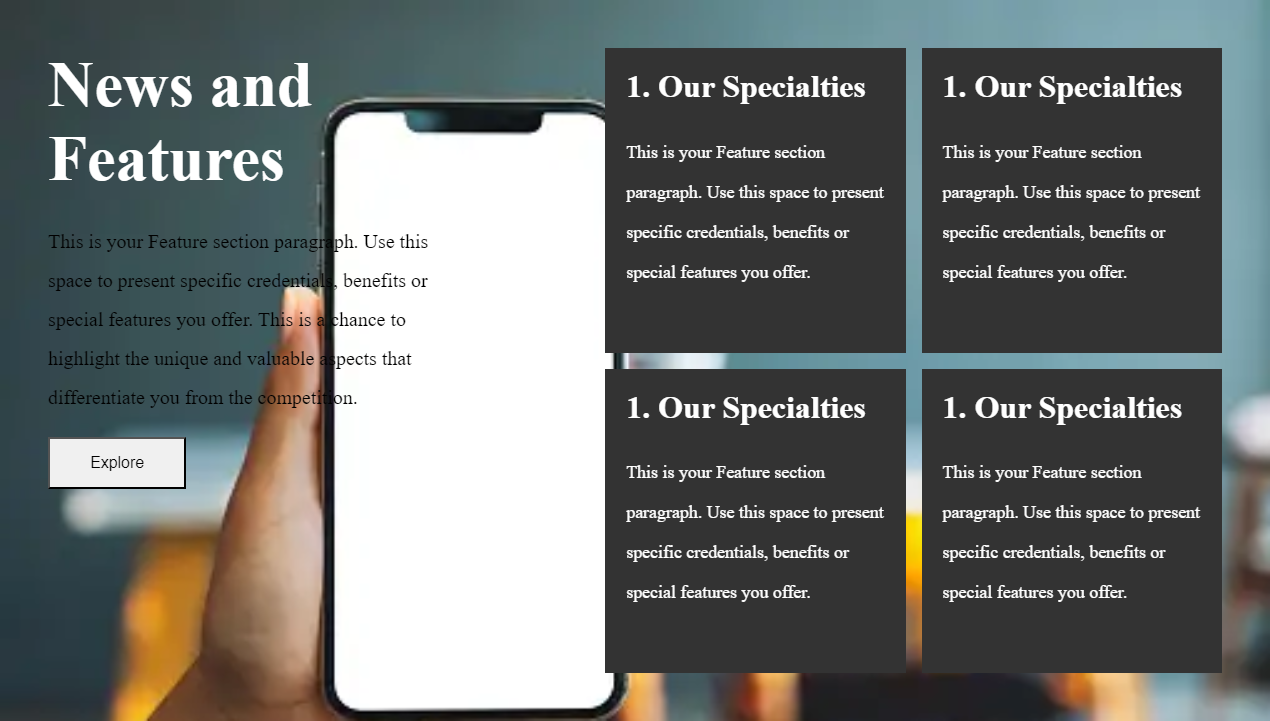 News and
Features
This is your Feature section paragraph. Use this
space to present specific credentials, benefits or
special features you offer. This is a chance to
highlight the unique and valuable aspects that
differentiate you from the competition.
Explore
1. Our Specialties
This is your Feature section
paragraph. Use this space to present
specific credentials, benefits or
special features you offer.
1. Our Specialties
This is your Feature section
paragraph. Use this space to present
specific credentials, benefits or
special features you offer.
1. Our Specialties
This is your Feature section
paragraph. Use this space to present
specific credentials, benefits or
special features you offer.
1. Our Specialties
This is your Feature section
paragraph. Use this space to present
specific credentials, benefits or
special features you offer.